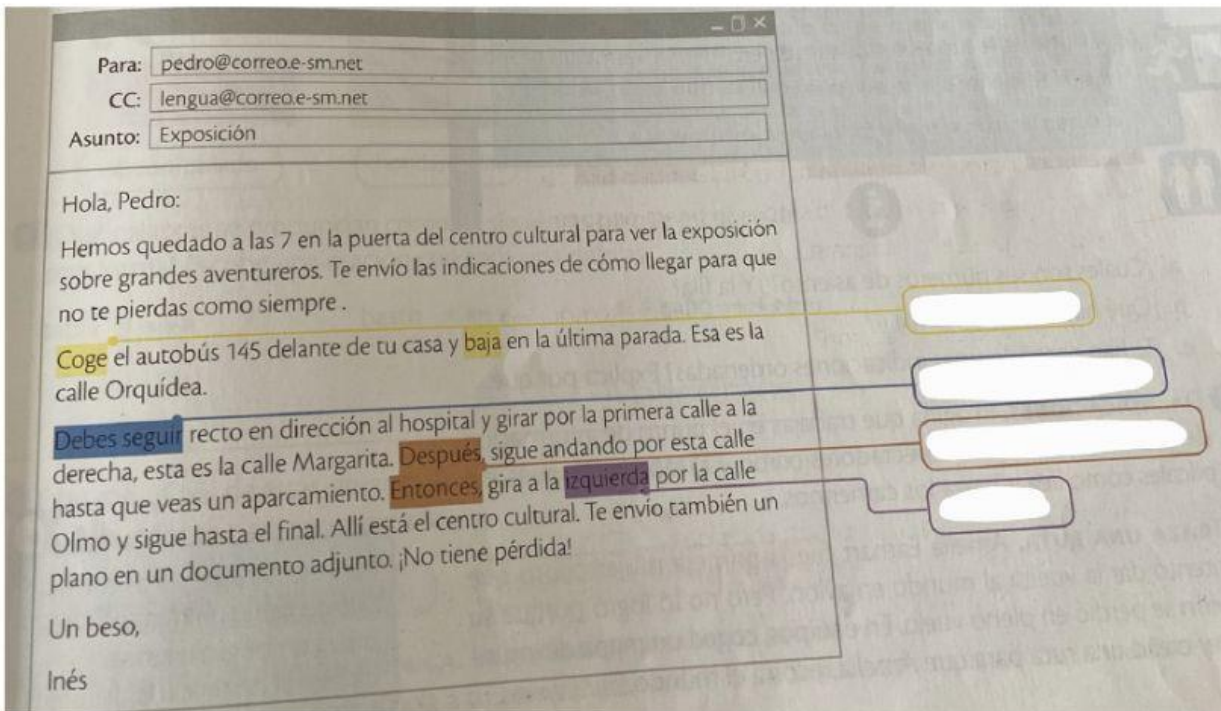 Para: pedro@correo.e-sm.net
CC: lengua@correo.e-sm.net
Asunto: Exposición
Hola, Pedro:
Hemos quedado a las 7 en la puerta del centro cultural para ver la exposición
sobre grandes aventureros. Te envío las indicaciones de cómo llegar para que
no te pierdas como siempre .
Coge el autobús 145 delante de tu casa y baja en la última parada. Esa es la
calle Orquídea.
Debes seguir recto en dirección al hospital y girar por la primera calle a la
derecha, esta es la calle Margarita. Después, sigue andando por esta calle
hasta que veas un aparcamiento. Entonces, gira a la izquierda por la calle
Olmo y sigue hasta el final. Allí está el centro cultural. Te envío también un
plano en un documento adjunto. ¡No tiene pérdida!
Un beso,
Inés